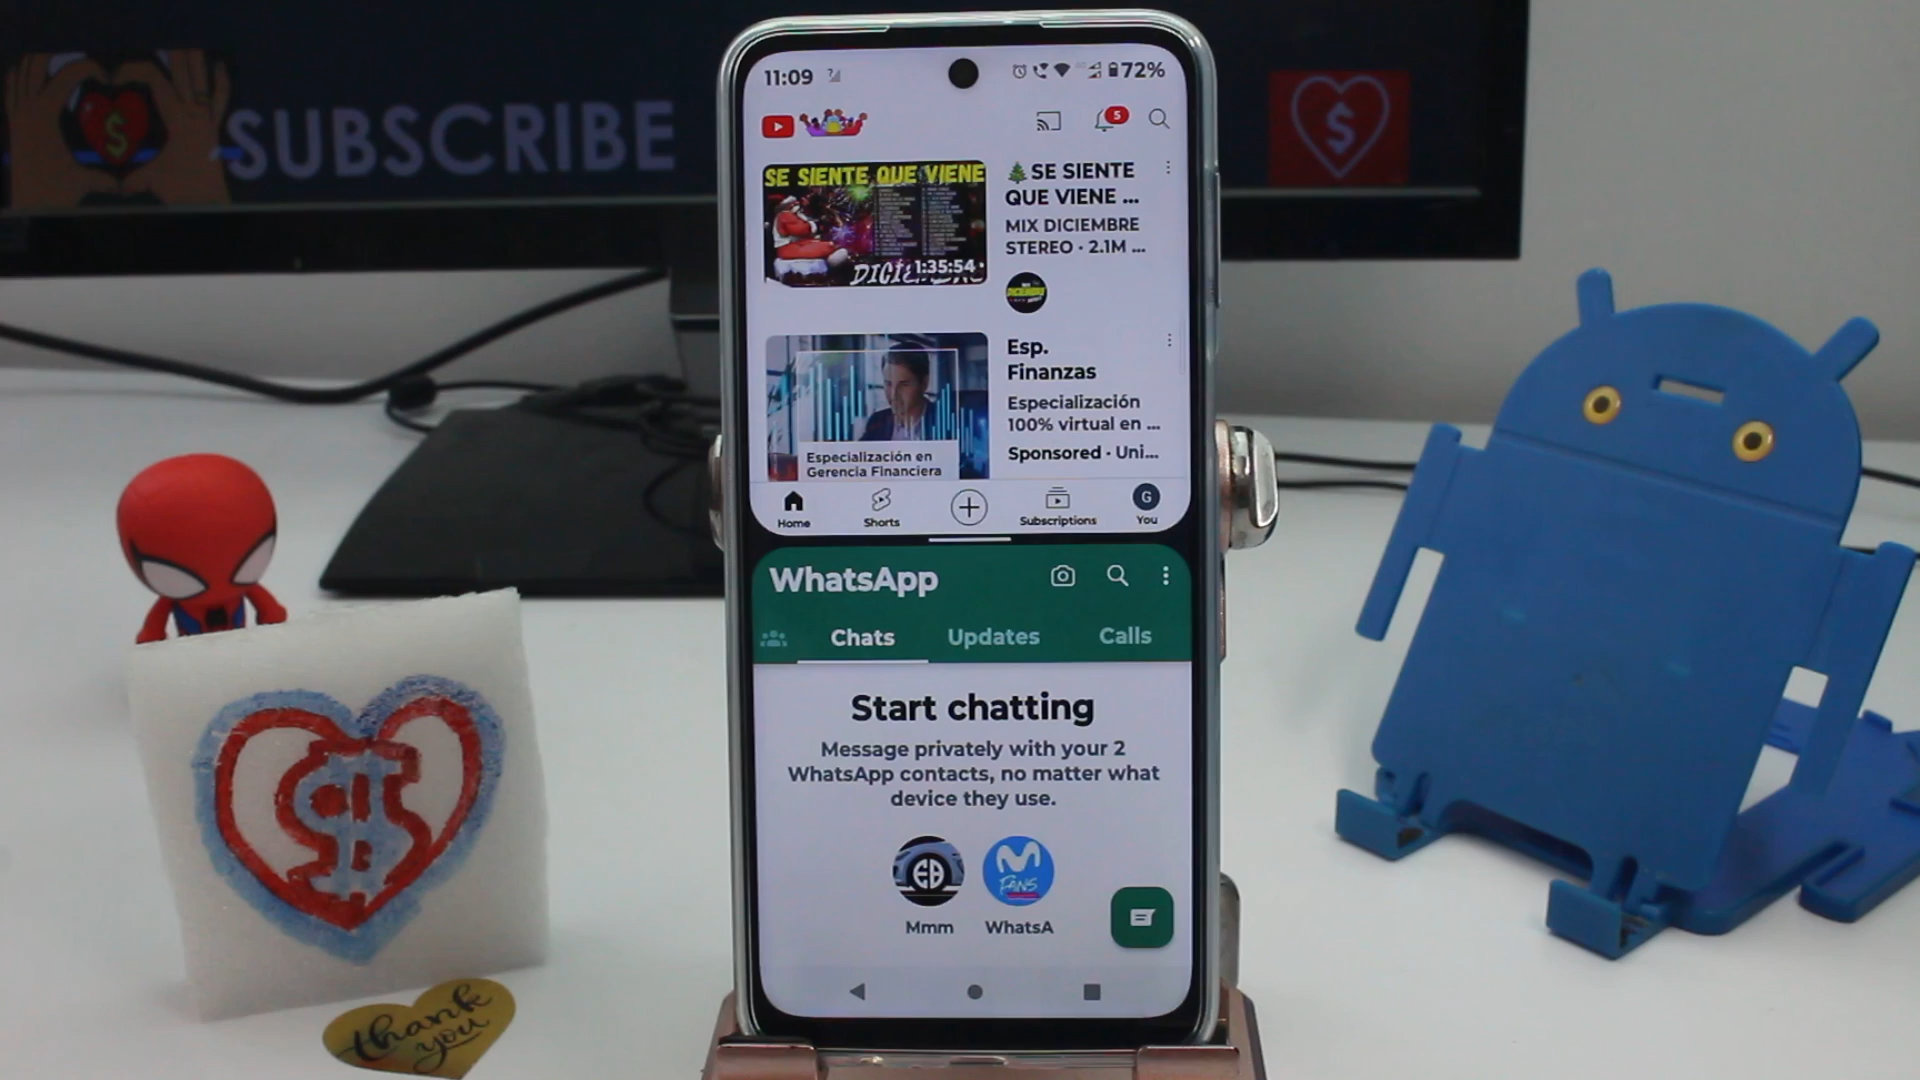 SUBSCRIBE
$
$
11:09
72%
5
SE SIENTE QUE VIENE
1:35:54
🎄SE SIENTE
QUE VIENE ...
MIX DICIEMBRE
STEREO · 2.1M ...
Especialización en
Gerencia Financiera
Esp.
Finanzas
Especialización
100% virtual en ...
Sponsored · Uni...
Home
Shorts
Subscriptions
G
You
WhatsApp
Chats
Updates
Calls
Start chatting
Message privately with your 2
WhatsApp contacts, no matter what
device they use.
M
FANS
Mmm
WhatsA
$
thank
you